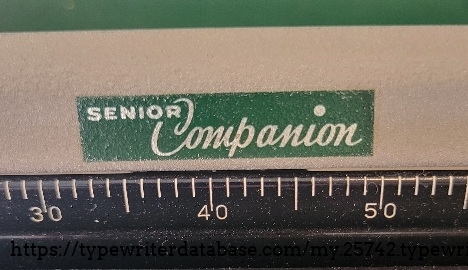 SENIOR
Companion
30 40 50
https://typewriterdatabase.com/my.25742.typewr